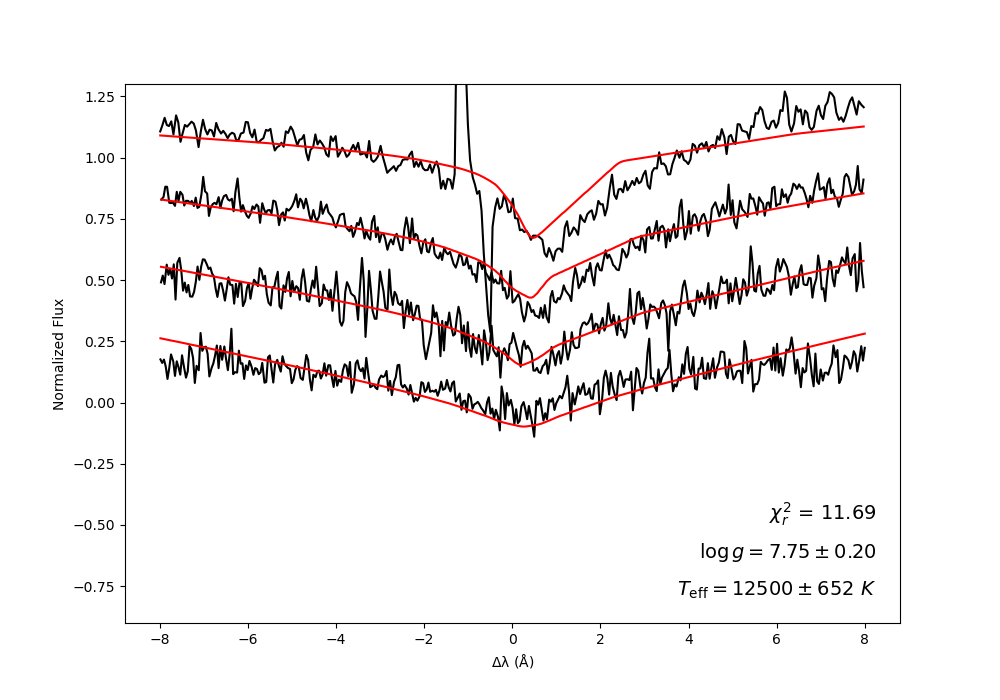 1.25
1.00
0.75
0.50
0.25
0.00
−0.25
−0.50
−0.75
Normalized Flux
χ²ᵣ = 11.69
log g = 7.75 ± 0.20
T_eff = 12500 ± 652 K
−8 −6 −4 −2 0 2 4 6 8
Δλ (Å)